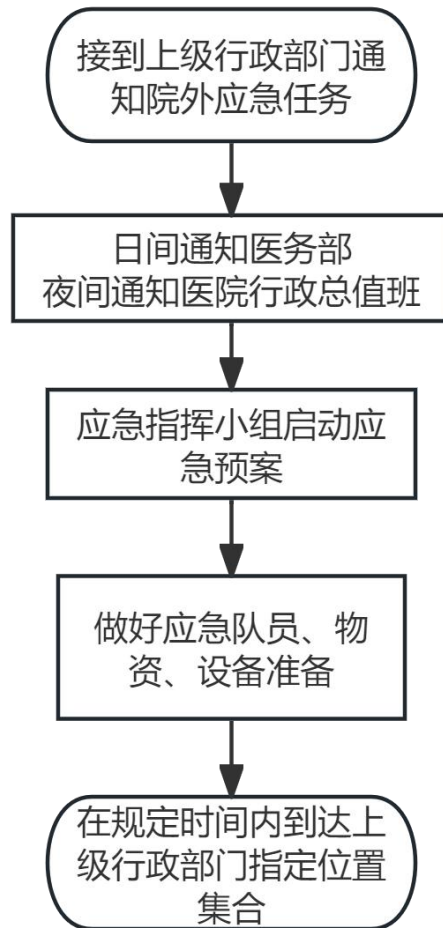 接到上级行政部门通
知院外应急任务
日间通知医务部
夜间通知医院行政总值班
应急指挥小组启动应
急预案
做好应急队员、物
资、设备准备
在规定时间内到达上
级行政部门指定位置
集合